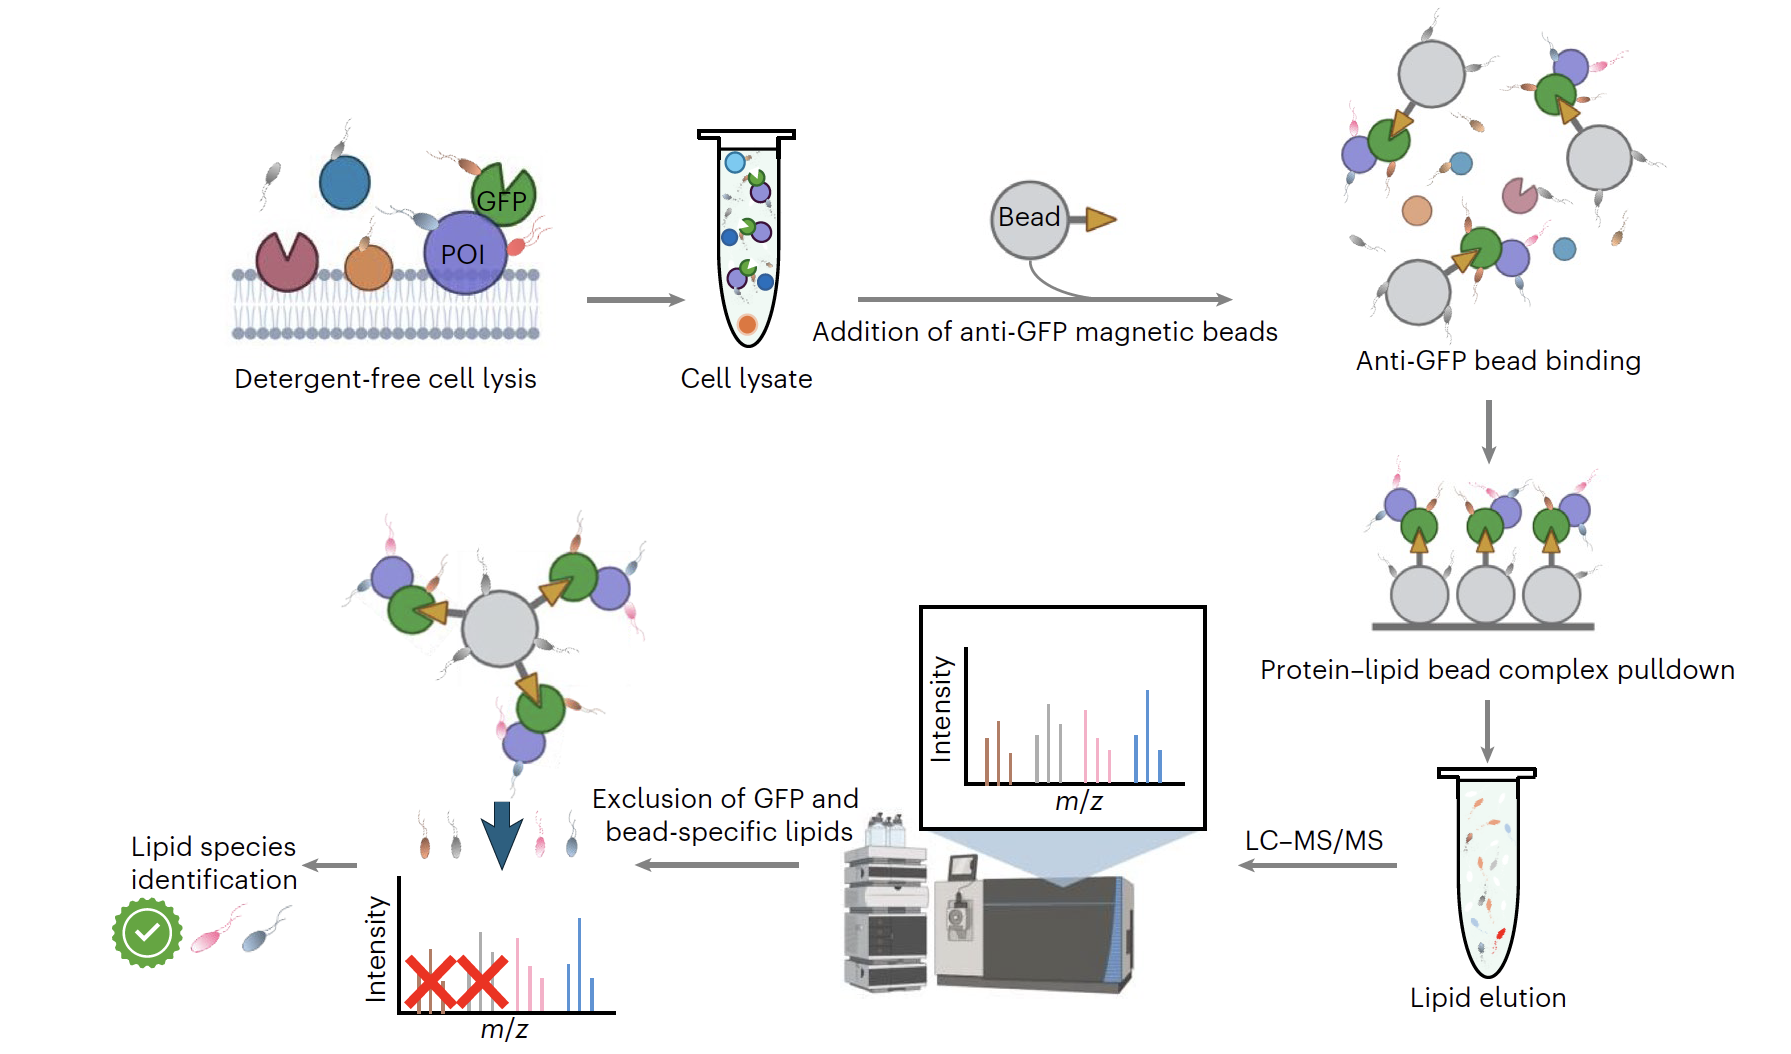 GFP
POI
Detergent-free cell lysis
Cell lysate
Bead
Addition of anti-GFP magnetic beads
Anti-GFP bead binding
Protein–lipid bead complex pulldown
Lipid elution
LC–MS/MS
Intensity
m/z
Exclusion of GFP and
bead-specific lipids
Intensity
m/z
Lipid species
identification